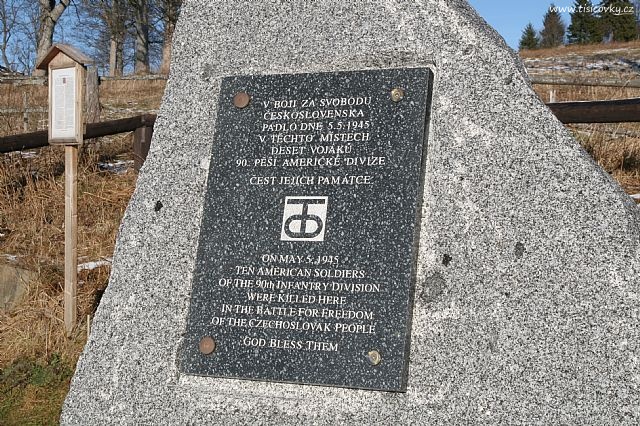 www.tisicovky.cz
V BOJI ZA SVOBODU
ČESKOSLOVENSKA
PADLO DNE 5.5.1945
V TĚCHTO MÍSTECH
DESET VOJÁKŮ
90. PĚŠÍ AMERICKÉ DIVIZE
ČEST JEJICH PAMÁTCE
ON MAY 5, 1945
TEN AMERICAN SOLDIERS
OF THE 90th INFANTRY DIVISION
WERE KILLED HERE
IN THE BATTLE FOR FREEDOM
OF THE CZECHOSLOVAK PEOPLE
GOD BLESS THEM